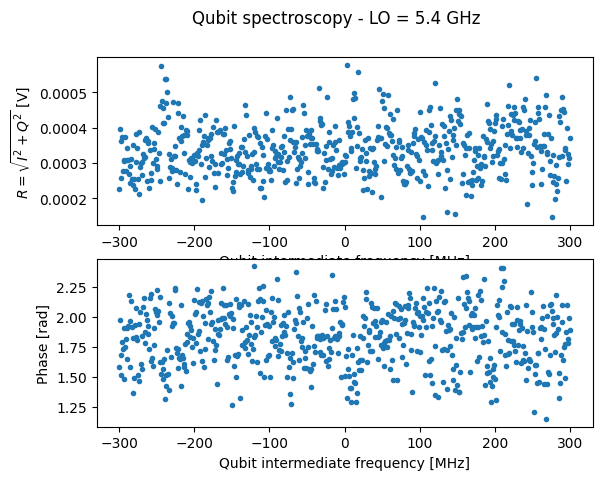 Qubit spectroscopy - LO = 5.4 GHz
R = √I² + Q² [V]
0.0005
0.0004
0.0003
0.0002
−300 −200 −100 0 100 200 300
Qubit intermediate frequency [MHz]
Phase [rad]
2.25
2.00
1.75
1.50
1.25
−300 −200 −100 0 100 200 300
Qubit intermediate frequency [MHz]